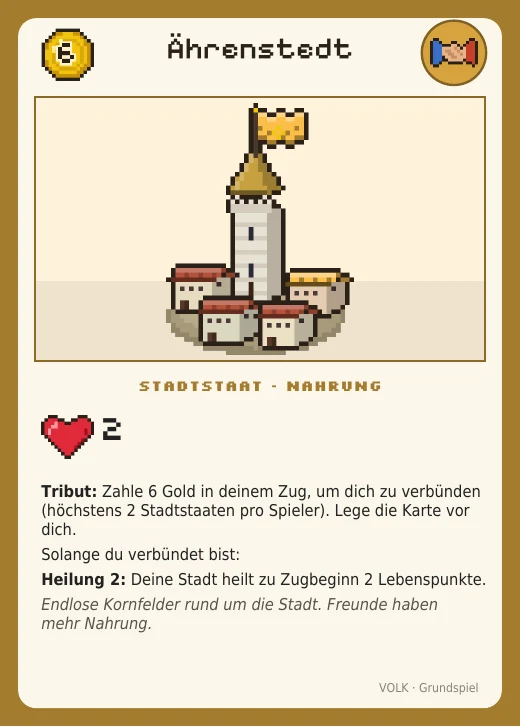 6
Ährenstedt
STADTSTAAT - NAHRUNG
2
Tribut: Zahle 6 Gold in deinem Zug, um dich zu verbünden
(höchstens 2 Stadtstaaten pro Spieler). Lege die Karte vor
dich.
Solange du verbündet bist:
Heilung 2: Deine Stadt heilt zu Zugbeginn 2 Lebenspunkte.
Endlose Kornfelder rund um die Stadt. Freunde haben
mehr Nahrung.
VOLK · Grundspiel